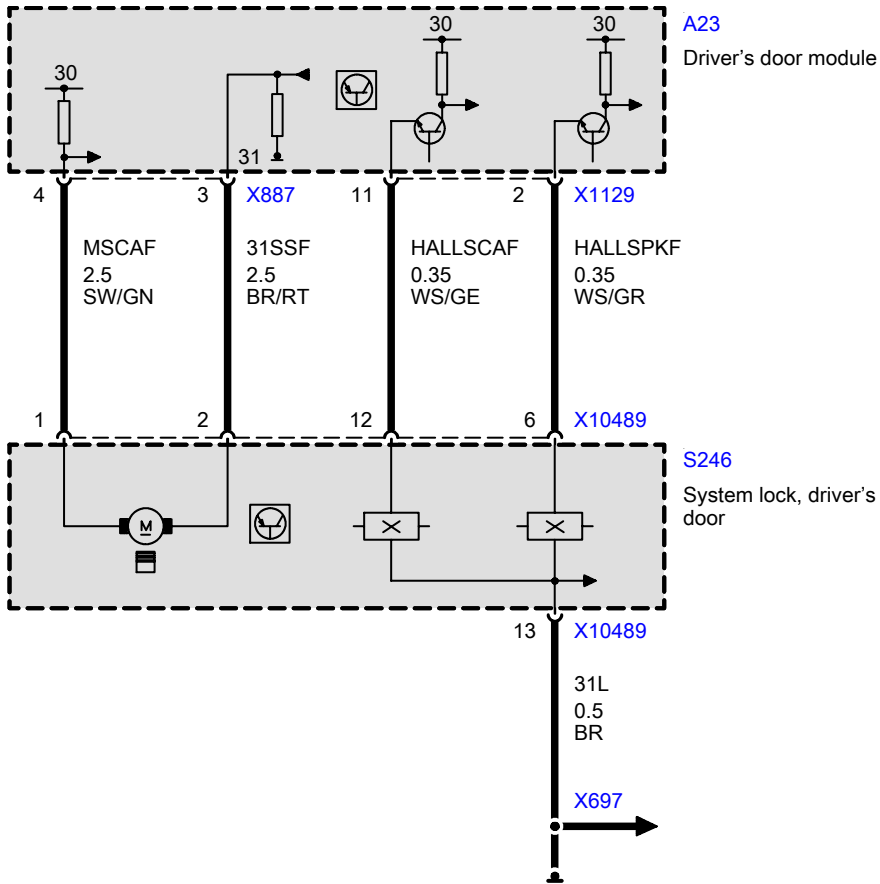 A23
Driver's door module
30
30
30
31
4
3
X887
11
2
X1129
MSCAF
2.5
SW/GN
31SSF
2.5
BR/RT
HALLSCAF
0.35
WS/GE
HALLSPKF
0.35
WS/GR
1
2
12
6
X10489
S246
System lock, driver's
door
M
13
X10489
31L
0.5
BR
X697